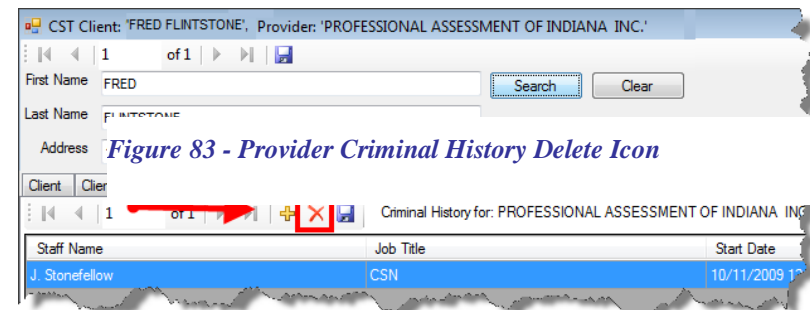 CST Client: 'FRED FLINTSTONE', Provider: 'PROFESSIONAL ASSESSMENT OF INDIANA INC.'
1 of 1
First Name FRED Search Clear
Last Name FLINTSTONE
Address
Figure 83 - Provider Criminal History Delete Icon
Client
1 of 1 Criminal History for: PROFESSIONAL ASSESSMENT OF INDIANA
Staff Name Job Title Start Date
J. Stonefellow CSN 10/11/2009